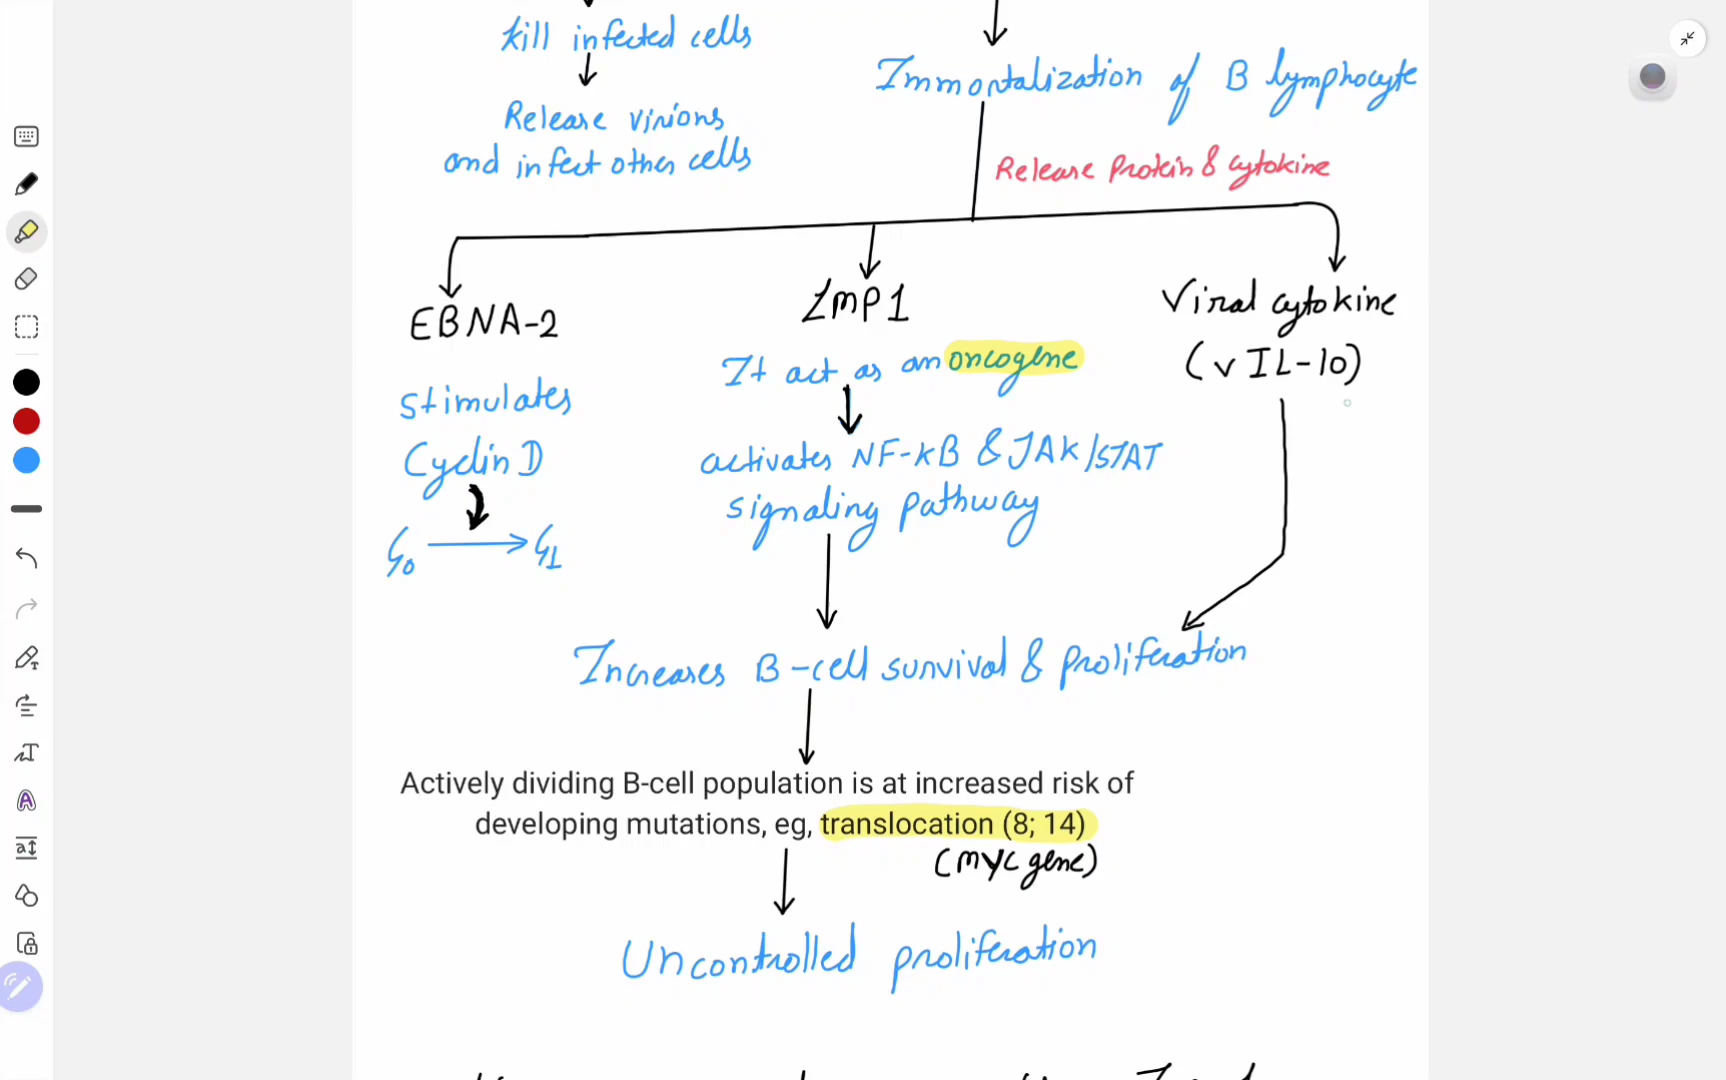 kill infected cells
Release virions
and infect other cells
Immortalization of B lymphocyte
Release Protein & cytokine
EBNA-2
stimulates
Cyclin D
G0 → G1
LMP1
It act as an oncogene
activates NF-kB & JAK/STAT
signaling pathway
Viral cytokine
(vIL-10)
Increases B-cell survival & proliferation
Actively dividing B-cell population is at increased risk of
developing mutations, eg, translocation (8; 14)
(MYC gene)
Uncontrolled proliferation